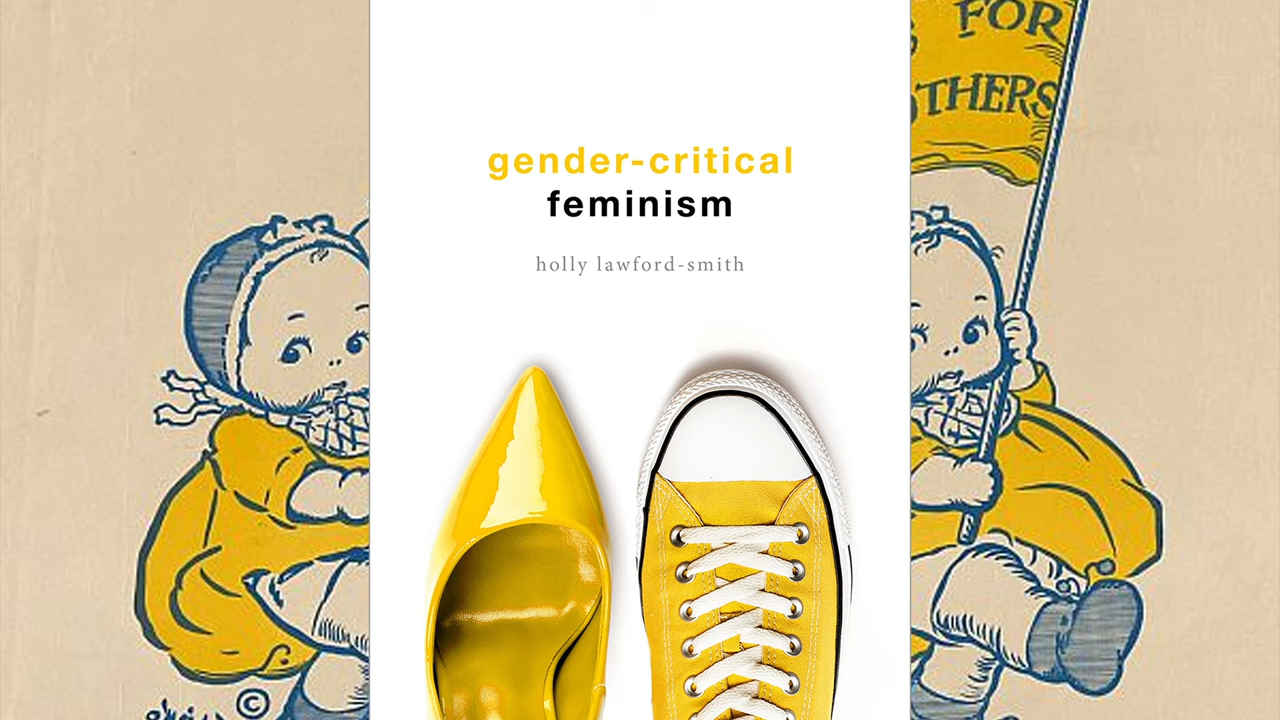 gender-critical
feminism
holly lawford-smith
FOR
THERS
©